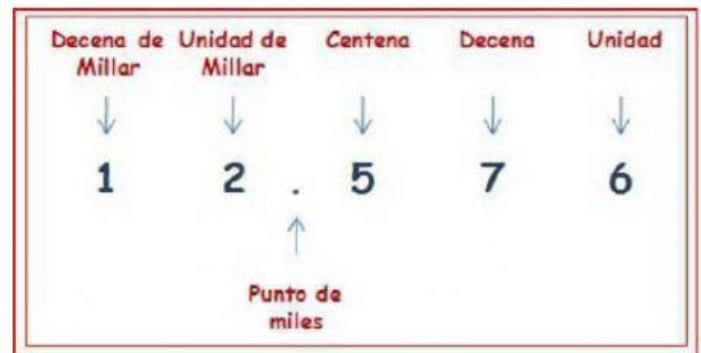 Decena de Unidad de Centena Decena Unidad
Millar Millar
1 2 . 5 7 6
Punto de
miles